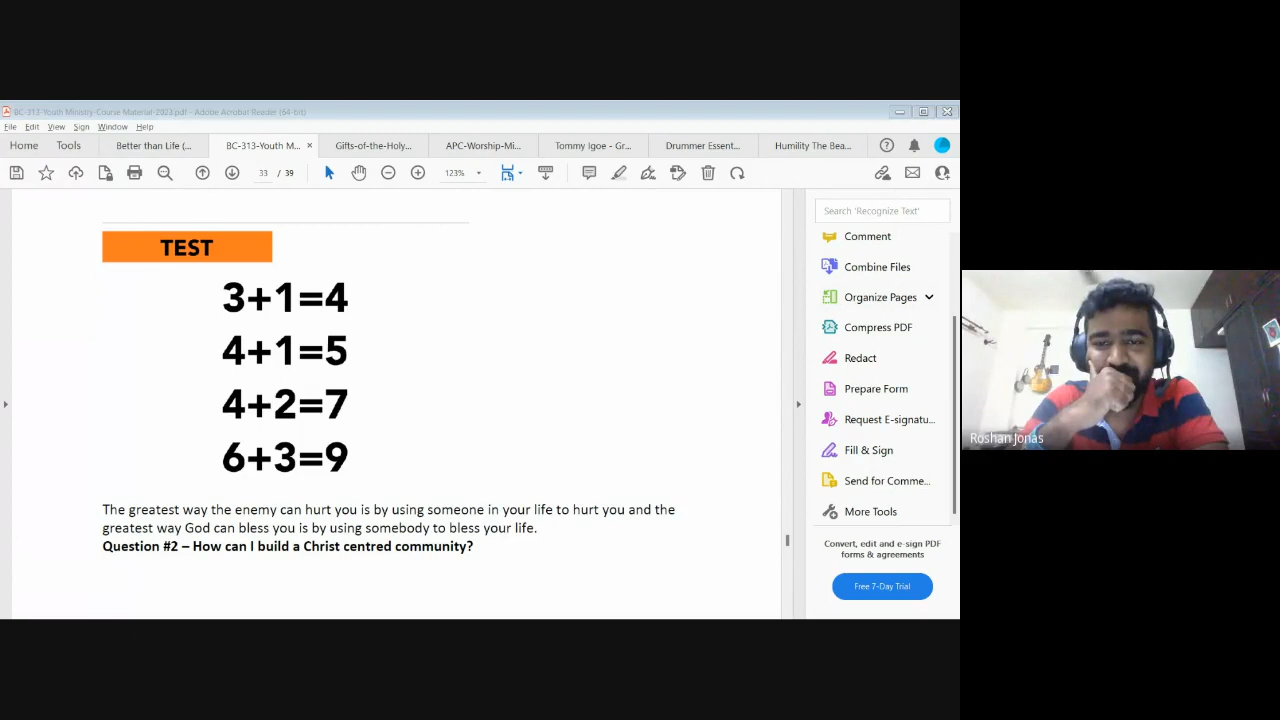 BC-313-Youth Ministry-Course Material-2023.pdf - Adobe Acrobat Reader (64-bit)
File Edit View Sign Window Help
Home Tools Better than Life (... BC-313-Youth M... × Gifts-of-the-Holy... APC-Worship-Mi... Tommy Igoe - Gr... Drummer Essent... Humility The Bea...
33 / 39 123%
Search 'Recognize Text'
Comment
Combine Files
Organize Pages
Compress PDF
Redact
Prepare Form
Request E-signatu...
Fill & Sign
Send for Comme...
More Tools
Convert, edit and e-sign PDF
forms & agreements
Free 7-Day Trial
TEST
3+1=4
4+1=5
4+2=7
6+3=9
The greatest way the enemy can hurt you is by using someone in your life to hurt you and the
greatest way God can bless you is by using somebody to bless your life.
Question #2 – How can I build a Christ centred community?
Roshan Jonas